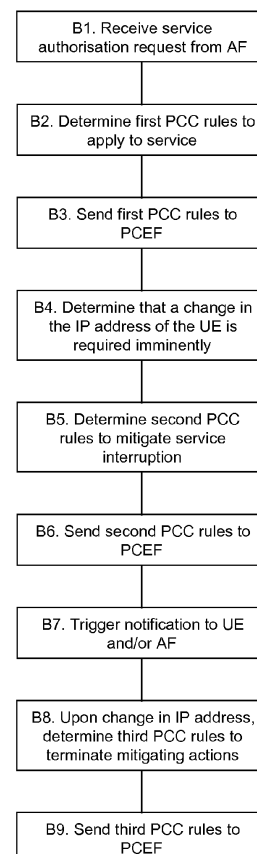 B1. Receive service
authorisation request from AF
B2. Determine first PCC rules to
apply to service
B3. Send first PCC rules to
PCEF
B4. Determine that a change in
the IP address of the UE is
required imminently
B5. Determine second PCC
rules to mitigate service
interruption
B6. Send second PCC rules to
PCEF
B7. Trigger notification to UE
and/or AF
B8. Upon change in IP address,
determine third PCC rules to
terminate mitigating actions
B9. Send third PCC rules to
PCEF